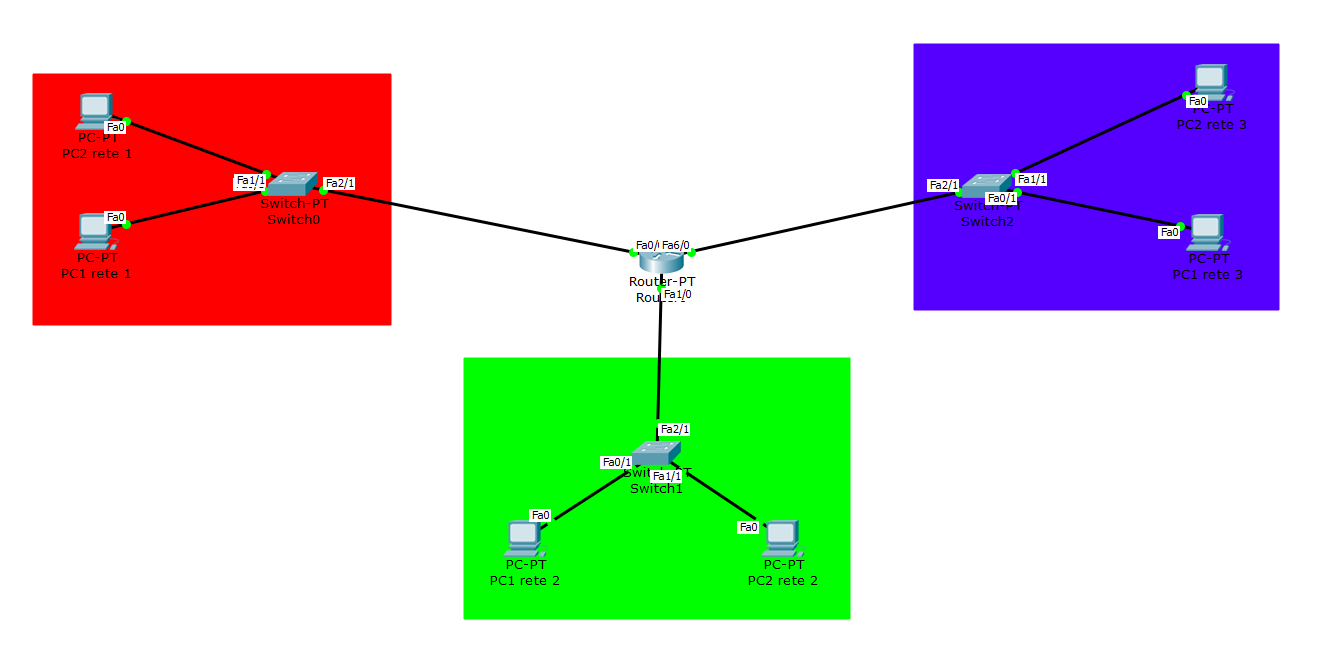 Fa0
PC-PT
PC2 rete 1
Fa0
PC-PT
PC1 rete 1
Fa1/1
Fa2/1
Switch-PT
Switch0
Fa0/
Fa6/0
Router-PT
Fa1/0
Fa2/1
Fa1/1
Fa0/1
Switch2
Fa0
PC-PT
PC2 rete 3
Fa0
PC-PT
PC1 rete 3
Fa2/1
Fa0/1
Fa1/1
Switch1
Fa0
PC-PT
PC1 rete 2
Fa0
PC-PT
PC2 rete 2